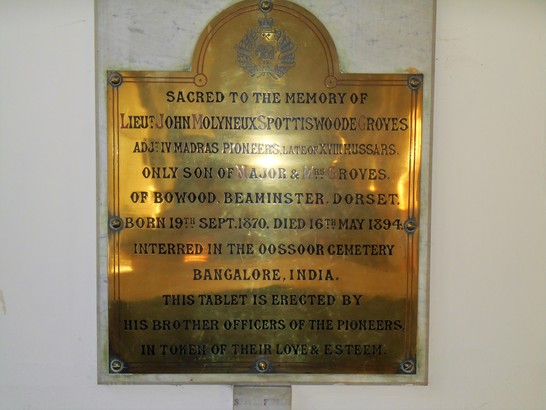 SACRED TO THE MEMORY OF
LIEUT. JOHN MOLYNEUX SPOTTISWOODE GROVES
ADJT. IV MADRAS PIONEERS, LATE OF XVIII HUSSARS.
ONLY SON OF MAJOR & MRS. GROVES.
OF BOWOOD, BEAMINSTER, DORSET.
BORN 19TH SEPT. 1870. DIED 16TH MAY 1894.
INTERRED IN THE OOSSOOR CEMETERY
BANGALORE, INDIA.
THIS TABLET IS ERECTED BY
HIS BROTHER OFFICERS OF THE PIONEERS,
IN TOKEN OF THEIR LOVE & ESTEEM.